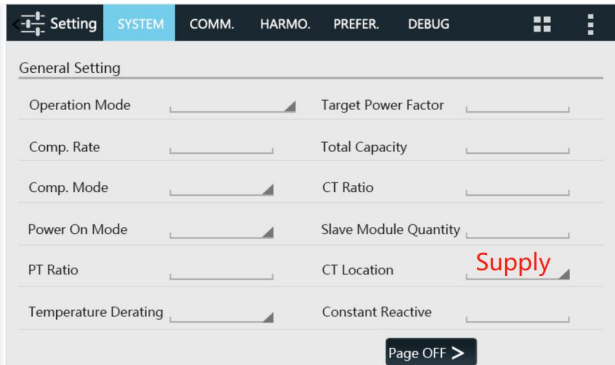 Setting SYSTEM COMM. HARMO. PREFER. DEBUG
General Setting
Operation Mode Target Power Factor
Comp. Rate Total Capacity
Comp. Mode CT Ratio
Power On Mode Slave Module Quantity
PT Ratio CT Location Supply
Temperature Derating Constant Reactive
Page OFF >